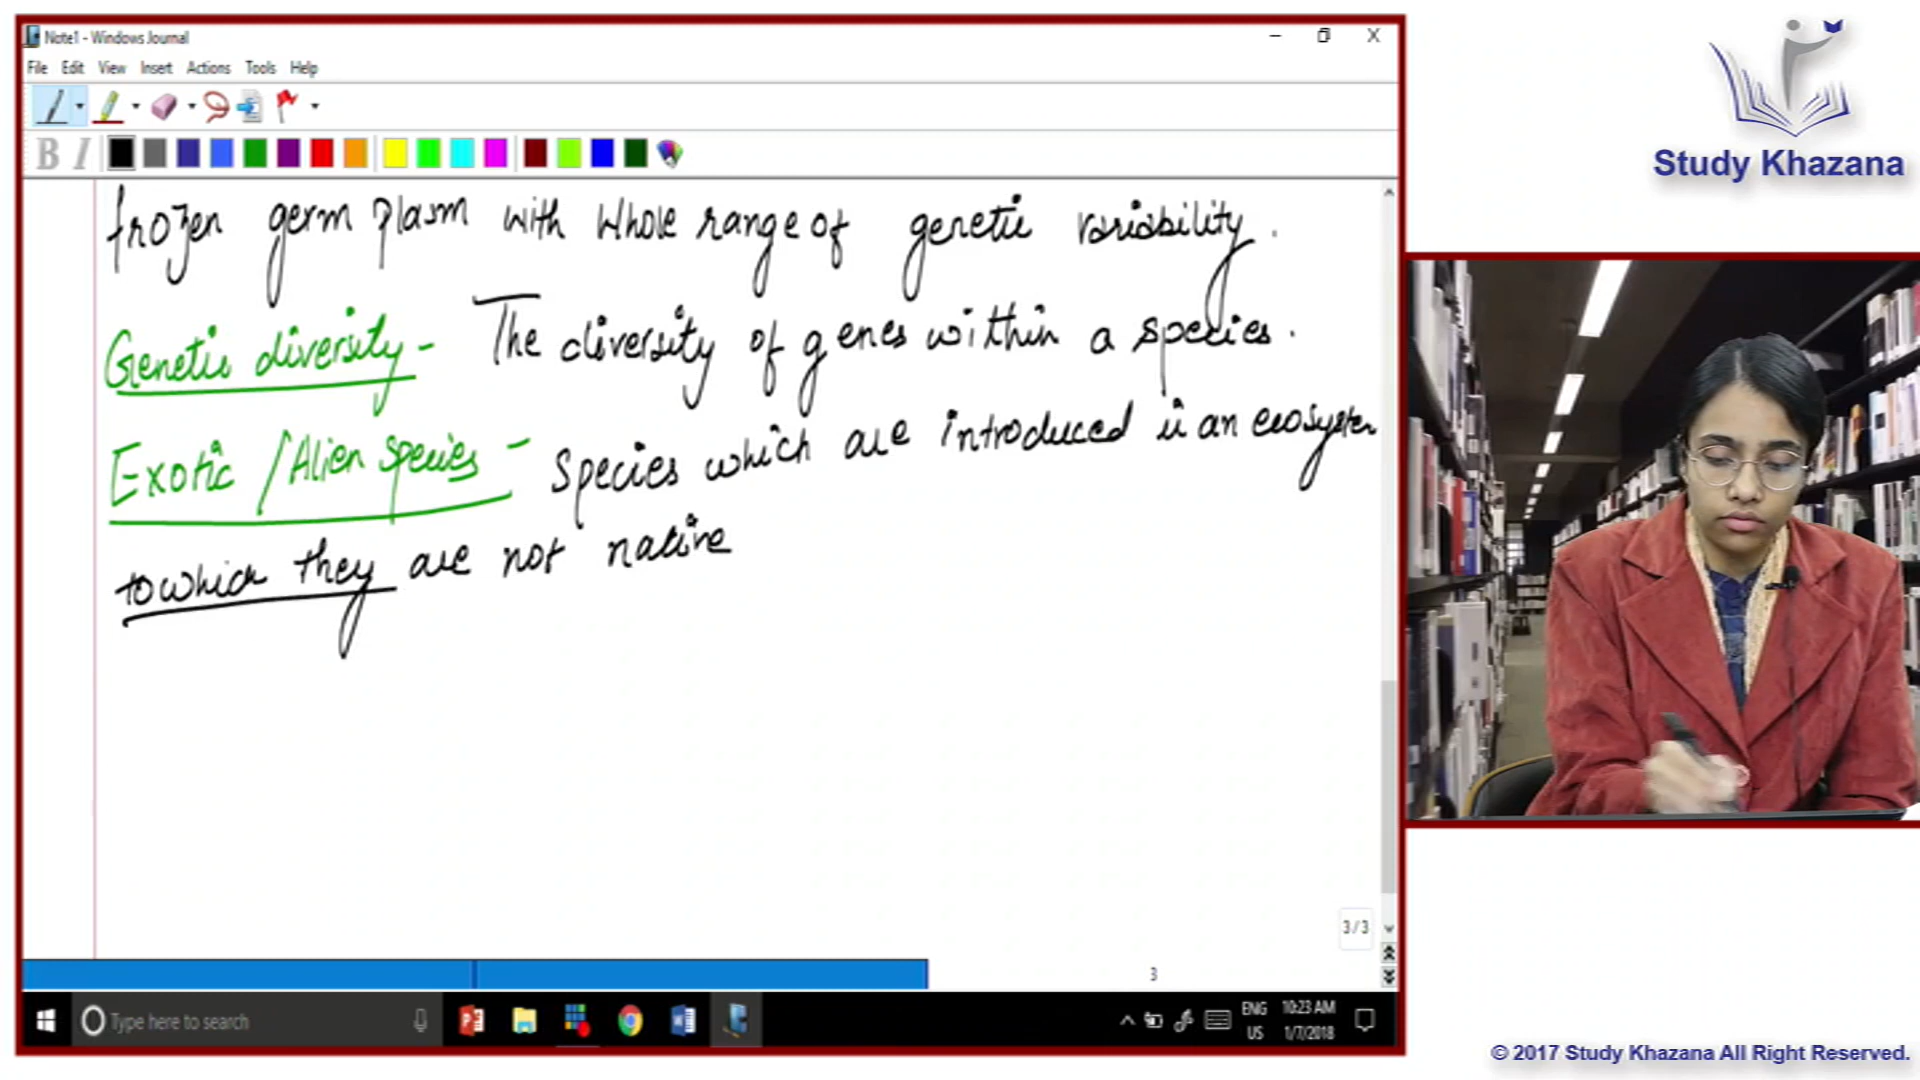 Note1 - Windows Journal
File Edit View Insert Actions Tools Help
B I
Study Khazana
frozen germ plasm with whole range of genetic variability.
Genetic diversity - The diversity of genes within a species.
Exotic / Alien Species - Species which are introduced in an ecosystem
to which they are not native
3/3
3
Type here to search
ENG 10:23 AM
US 1/7/2018
© 2017 Study Khazana All Right Reserved.